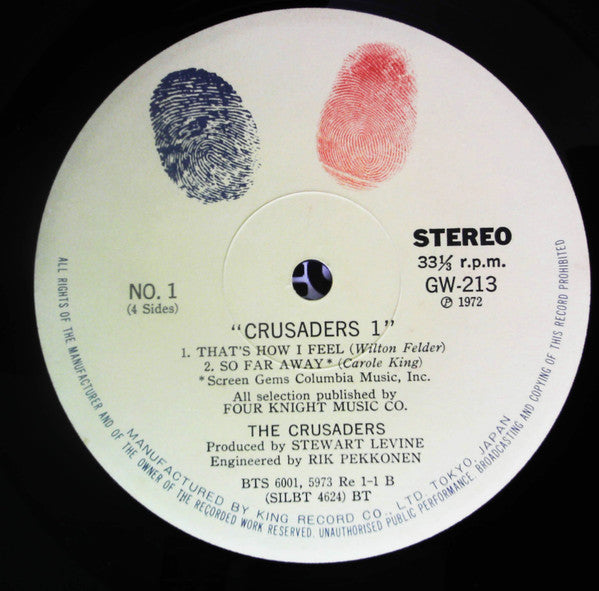 STEREO
33⅓ r.p.m.
GW-213
℗ 1972
NO. 1
(4 Sides)
"CRUSADERS 1"
1. THAT'S HOW I FEEL (Wilton Felder)
2. SO FAR AWAY* (Carole King)
*Screen Gems Columbia Music, Inc.
All selection published by
FOUR KNIGHT MUSIC CO.
THE CRUSADERS
Produced by STEWART LEVINE
Engineered by RIK PEKKONEN
BTS 6001, 5973 Re 1-1 B
(SILBT 4624) BT
MANUFACTURED BY KING RECORD CO., LTD. TOKYO, JAPAN
ALL RIGHTS OF THE MANUFACTURER AND OF THE OWNER OF THE RECORDED WORK RESERVED. UNAUTHORISED PUBLIC PERFORMANCE, BROADCASTING AND COPYING OF THIS RECORD PROHIBITED